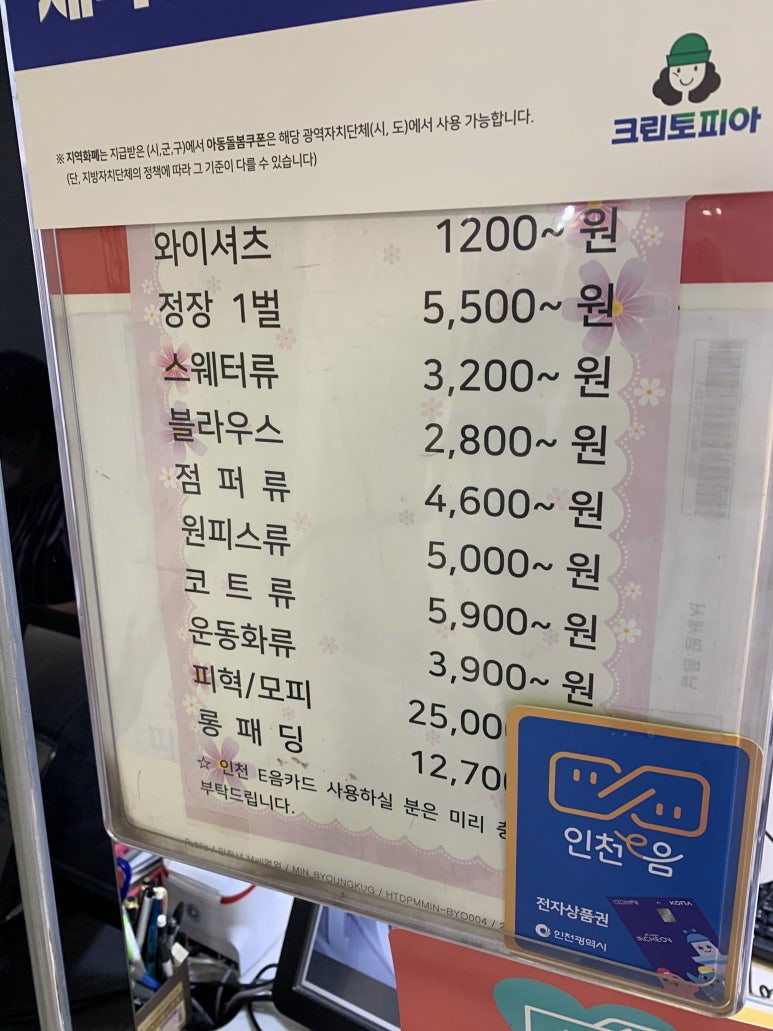 크린토피아
※ 지역화폐는 지급받은 (시,군,구)에서 아동돌봄쿠폰은 해당 광역자치단체(시, 도)에서 사용 가능합니다.
(단, 지방자치단체의 정책에 따라 그 기준이 다를 수 있습니다)
와이셔츠 1200~ 원
정장 1벌 5,500~ 원
스웨터류 3,200~ 원
블라우스 2,800~ 원
점 퍼 류 4,600~ 원
원피스류 5,000~ 원
코 트 류 5,900~ 원
운동화류 3,900~ 원
피혁/모피 25,00
롱 패 딩 12,70
☆ 인천 E음카드 사용하실 분은 미리
부탁드립니다.
인천e음
전자상품권
인천광역시
INCHEON
KONA
MIN BYOUNGKUG / HTDPMMIN-BYO004